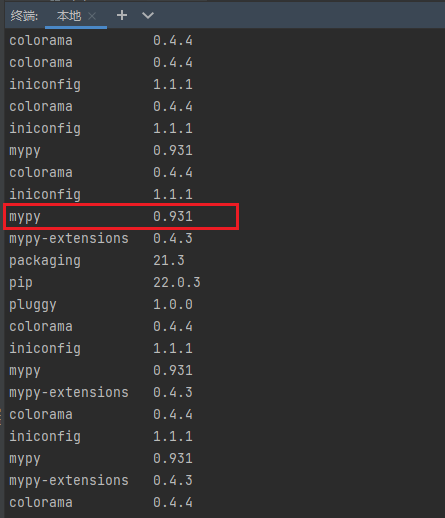 终端: 本地 × +
colorama 0.4.4
colorama 0.4.4
iniconfig 1.1.1
colorama 0.4.4
iniconfig 1.1.1
mypy 0.931
colorama 0.4.4
iniconfig 1.1.1
mypy 0.931
mypy-extensions 0.4.3
packaging 21.3
pip 22.0.3
pluggy 1.0.0
colorama 0.4.4
iniconfig 1.1.1
mypy 0.931
mypy-extensions 0.4.3
colorama 0.4.4
iniconfig 1.1.1
mypy 0.931
mypy-extensions 0.4.3
colorama 0.4.4